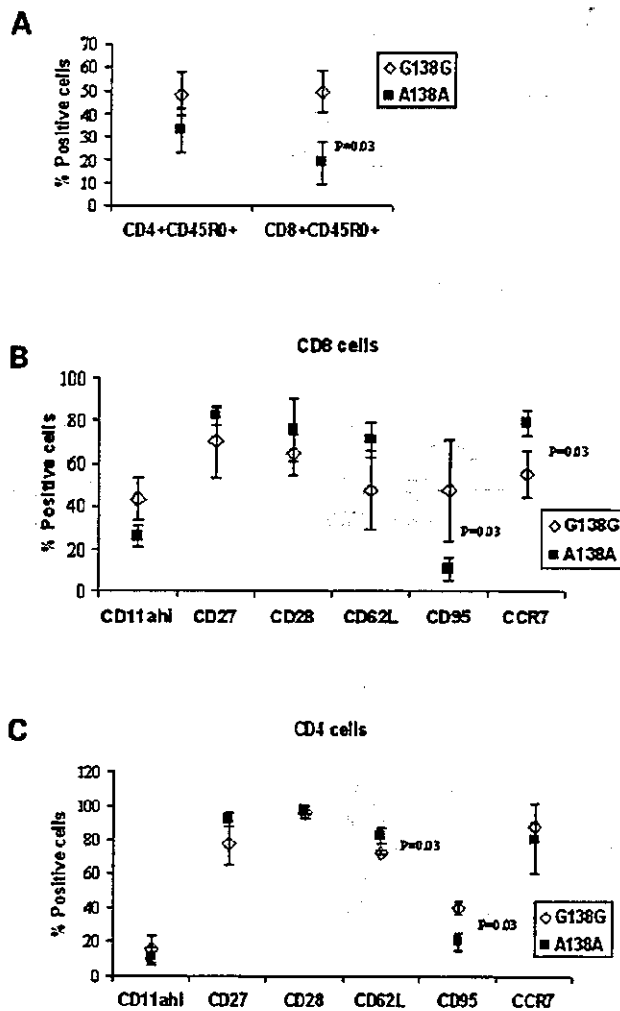 A
% Positive cells
70
60
50
40
30
20
10
0
G138G
A138A
P=0.03
CD4+CD45R0+ CD8+CD45R0+
B
CD8 cells
% Positive cells
100
80
60
40
20
0
P=0.03
P=0.03
G138G
A138A
CD11ahi CD27 CD28 CD62L CD95 CCR7
C
CD4 cells
% Positive cells
120
100
80
60
40
20
0
P=0.03
P=0.03
G138G
A138A
CD11ahi CD27 CD28 CD62L CD95 CCR7